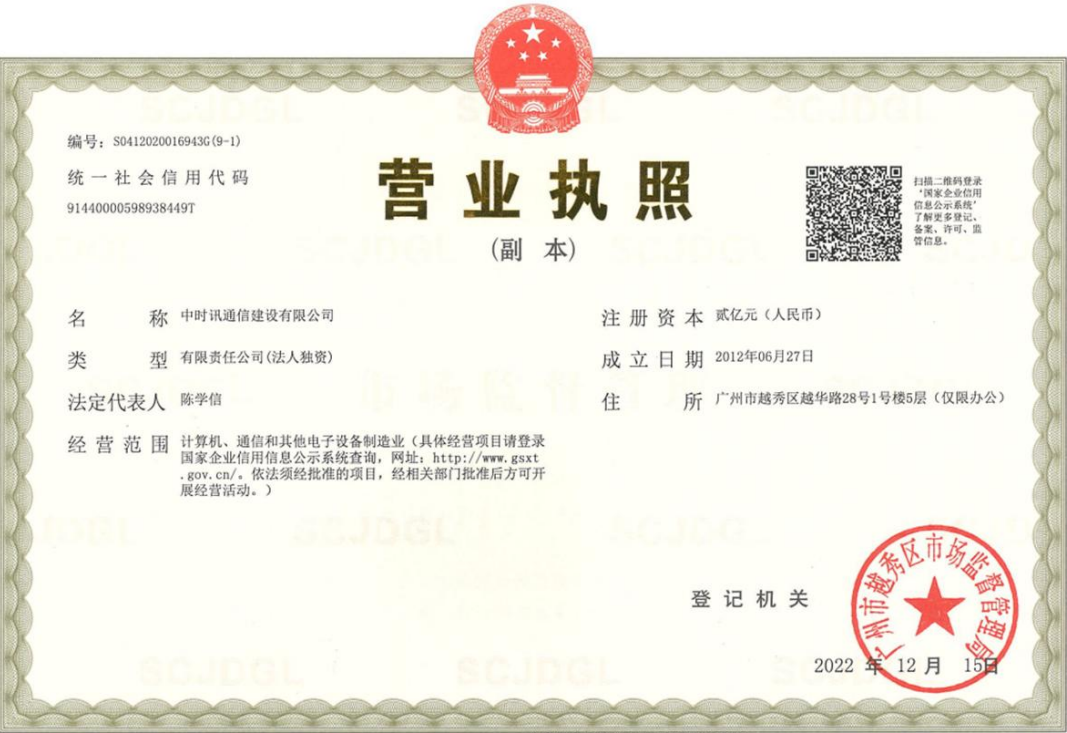 编号：S0412020016943G(9-1)
统一社会信用代码
91440000598938449T
营业执照
(副 本)
扫描二维码登录
‘国家企业信用
信息公示系统’
了解更多登记、
备案、许可、监
管信息。
名 称 中时讯通信建设有限公司
类 型 有限责任公司(法人独资)
法定代表人 陈学信
经营范围 计算机、通信和其他电子设备制造业（具体经营项目请登录
国家企业信用信息公示系统查询，网址：http://www.gsxt
.gov.cn/。依法须经批准的项目，经相关部门批准后方可开
展经营活动。）
注册资本 贰亿元（人民币）
成立日期 2012年06月27日
住 所 广州市越秀区越华路28号1号楼5层（仅限办公）
登记机关
广州市越秀区市场监督管理局
2022 年 12 月 15日
SCJDGL
SCJDGL
SCJDGL
SCJDGL
SCJDGL
SCJDGL
SCJDGL
SCJDGL